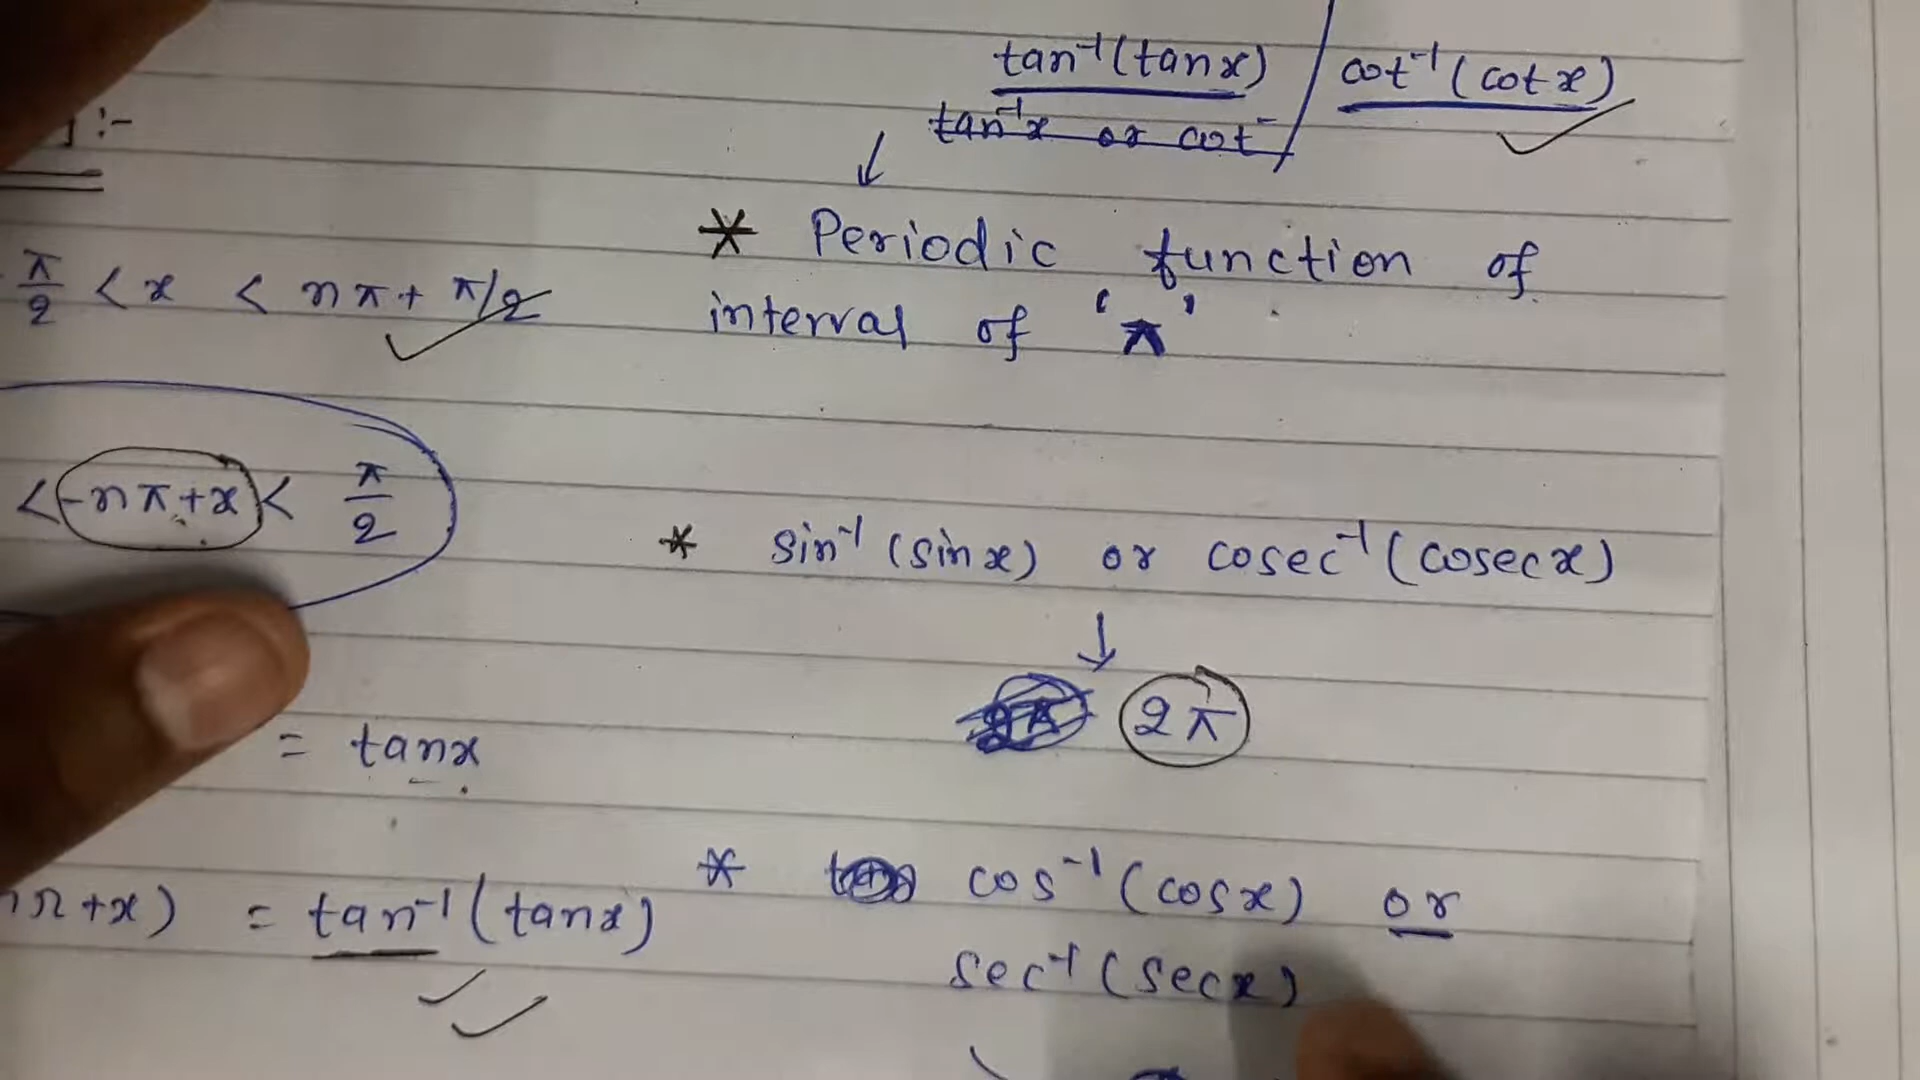 tan⁻¹(tanx) / cot⁻¹(cotx)
tan⁻¹x or cot⁻
:-
π/2 < x < nπ + π/2
* Periodic function of
interval of 'π'
< -nπ+x < π/2
* sin⁻¹(sinx) or cosec⁻¹(cosecx)
↓
2π
= tanx
* cos⁻¹(cosx) or
+x) = tan⁻¹(tanx)
sec⁻¹(secx)